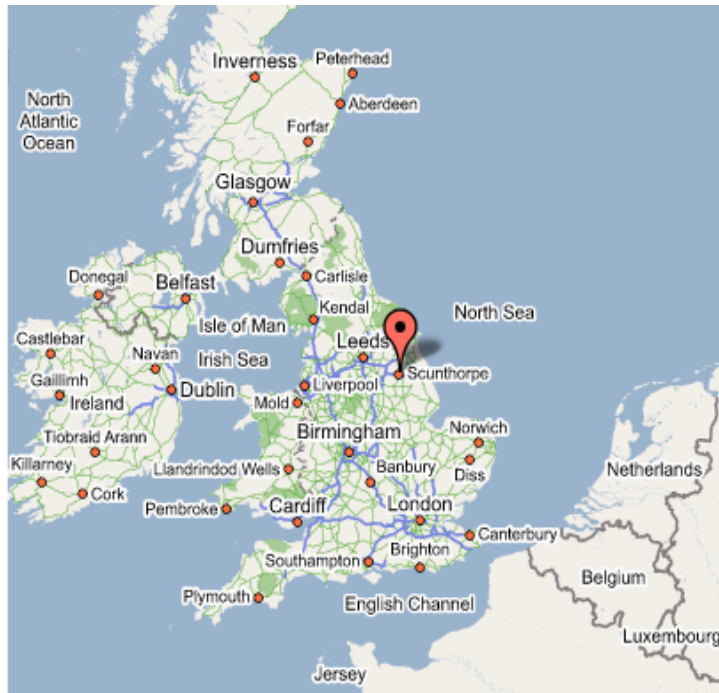 Peterhead
Inverness
North
Atlantic
Ocean
Aberdeen
Forfar
Glasgow
Dumfries
Carlisle
Donegal
Belfast
Kendal
North Sea
Isle of Man
Castlebar
Leeds
Navan
Irish Sea
Scunthorpe
Gaillimh
Dublin
Liverpool
Ireland
Mold
Tiobraid Arann
Birmingham
Norwich
Killarney
Llandrindod Wells
Banbury
Diss
Netherlands
Cork
Pembroke
Cardiff
London
Canterbury
Brighton
Southampton
Belgium
Plymouth
English Channel
Luxembourg
Jersey